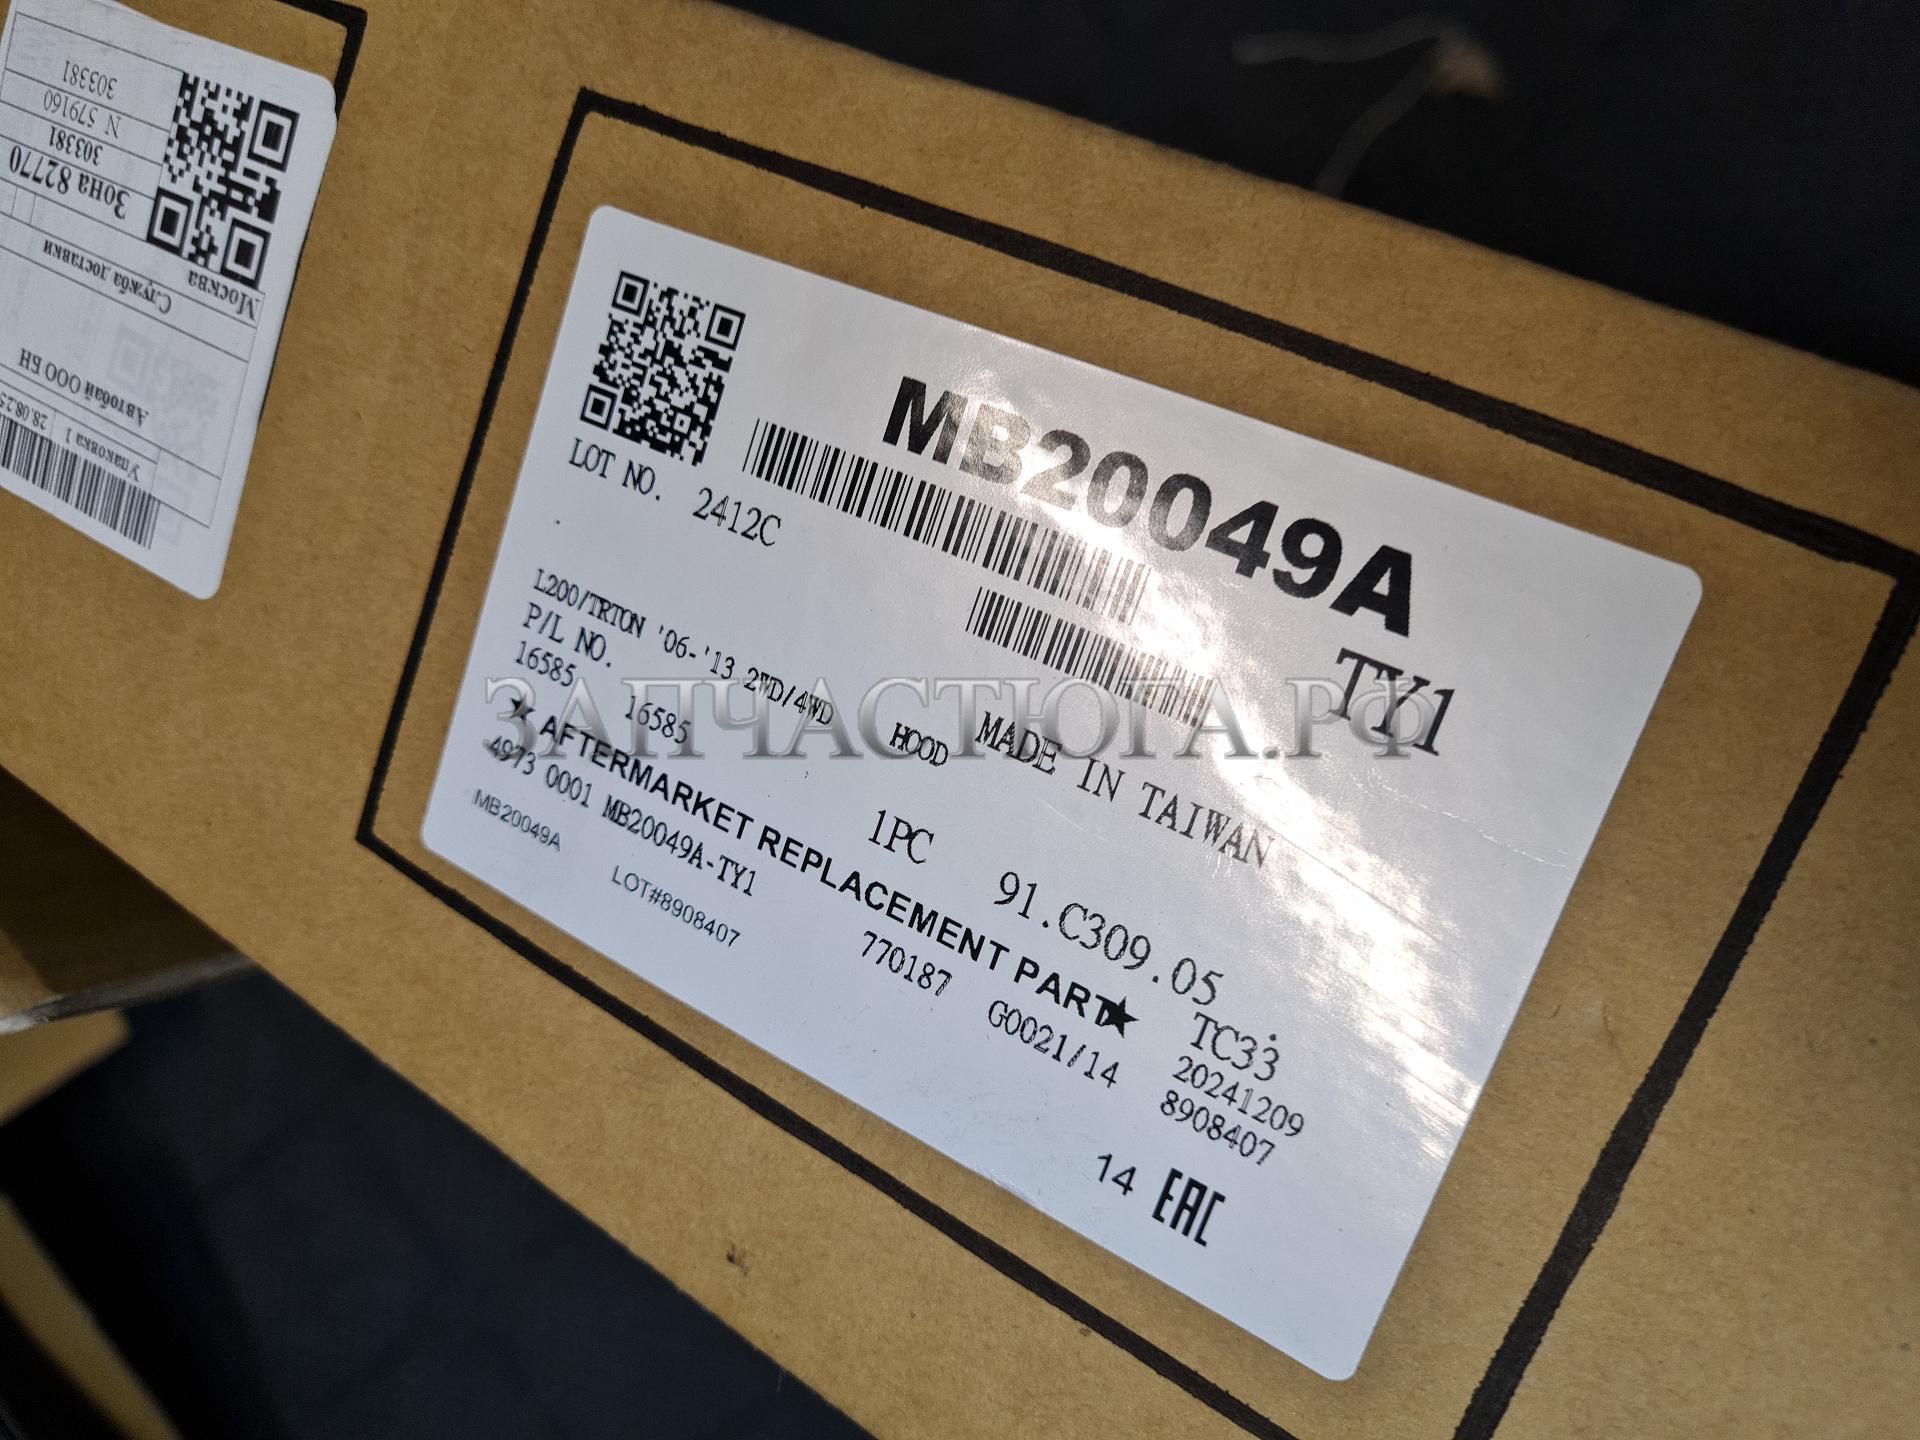 MB20049A
TY1
LOT NO. 2412C
MADE IN TAIWAN
L200/TRTON '06-'13 2WD/4WD HOOD
P/L NO.
16585 16585 1PC 91.C309.05 TC33
★ AFTERMARKET REPLACEMENT PART★ 20241209
4973 0001 MB20049A-TY1 770187 G0021/14 8908407
MB20049A LOT#8908407
14 EAC
ЗАПЧАСТЮГА.РФ
Упаковка 1
Автобай ООО БН
Служба доставки
Москва
Зона 82770
303381
N 579160
303381